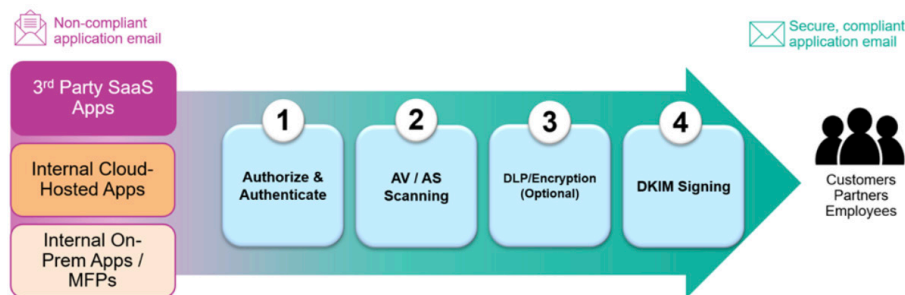 Non-compliant
application email
Secure, compliant
application email
3rd Party SaaS
Apps
Internal Cloud-
Hosted Apps
Internal On-
Prem Apps /
MFPs
1
Authorize &
Authenticate
2
AV / AS
Scanning
3
DLP/Encryption
(Optional)
4
DKIM Signing
Customers
Partners
Employees